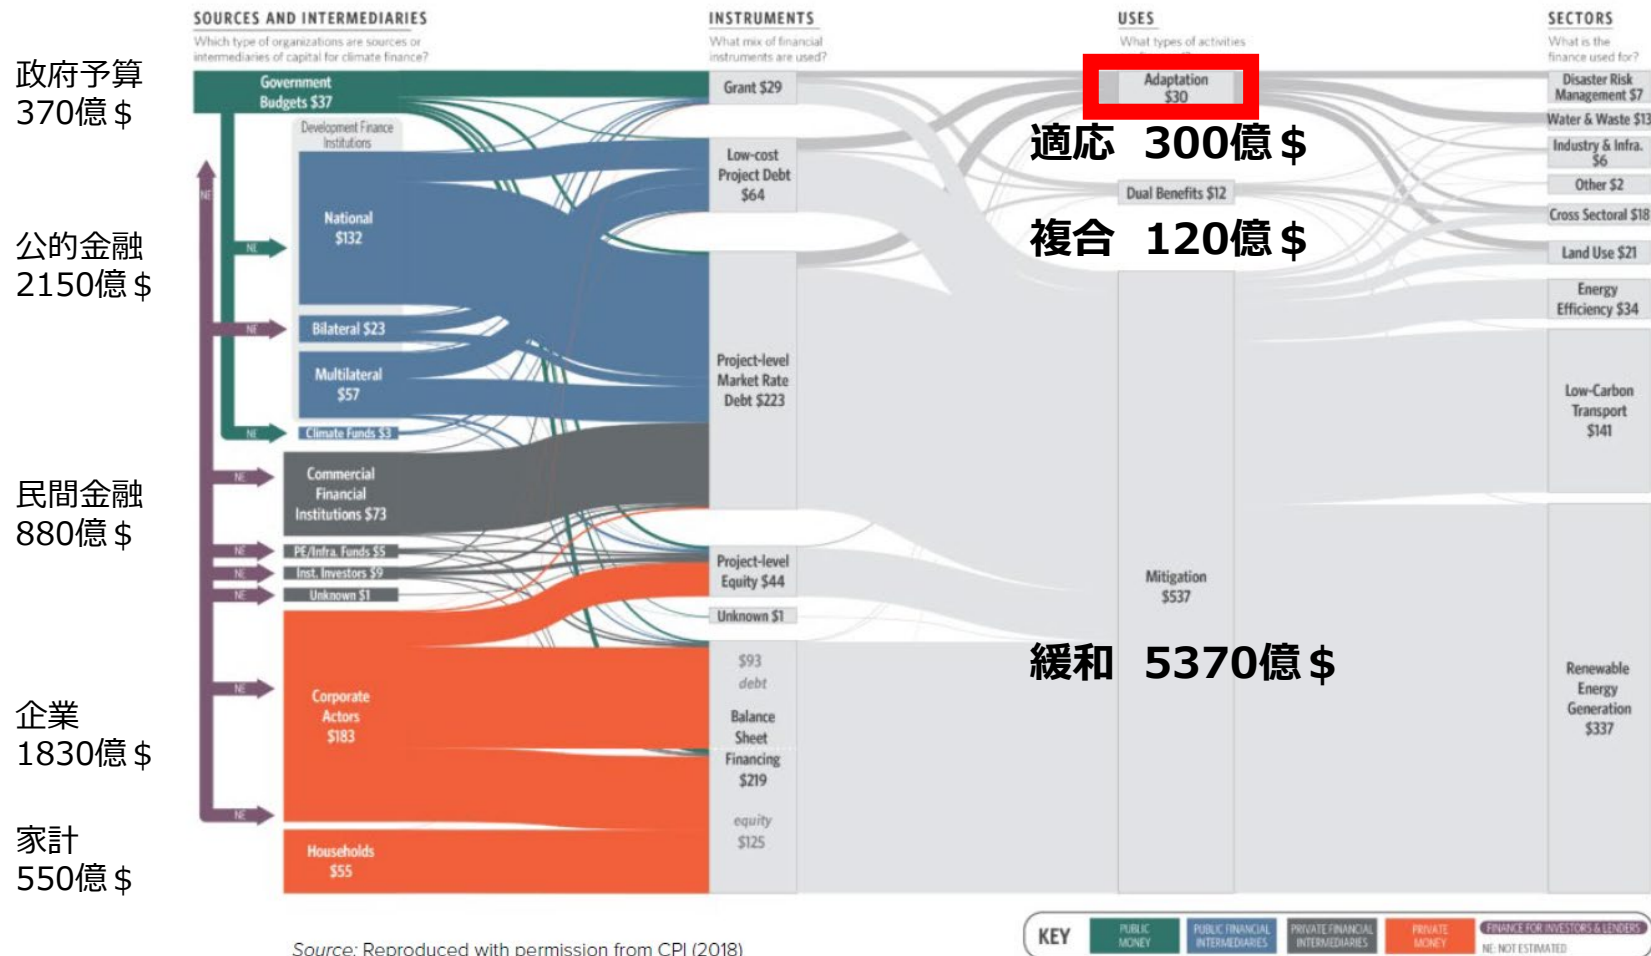 SOURCES AND INTERMEDIARIES
Which type of organizations are sources or
intermediaries of capital for climate finance?
政府予算
370億＄
公的金融
2150億＄
民間金融
880億＄
企業
1830億＄
家計
550億＄
Government
Budgets $37
Development Finance
Institutions
National
$132
Bilateral $23
Multilateral
$57
Climate Funds $3
Commercial
Financial
Institutions $73
PE/Infra. Funds $5
Inst. Investors $9
Unknown $1
Corporate
Actors
$183
Households
$55
NE
NE
NE
NE
NE
NE
NE
NE
NE
NE
INSTRUMENTS
What mix of financial
instruments are used?
Grant $29
Low-cost
Project Debt
$64
Project-level
Market Rate
Debt $223
Project-level
Equity $44
Unknown $1
$93
debt
Balance
Sheet
Financing
$219
equity
$125
USES
What types of activities
Adaptation
$30
適応 300億＄
Dual Benefits $12
複合 120億＄
Mitigation
$537
緩和 5370億＄
SECTORS
What is the
finance used for?
Disaster Risk
Management $7
Water & Waste $13
Industry & Infra.
$6
Other $2
Cross Sectoral $18
Land Use $21
Energy
Efficiency $34
Low-Carbon
Transport
$141
Renewable
Energy
Generation
$337
Source: Reproduced with permission from CPI (2018)
KEY
PUBLIC
MONEY
PUBLIC FINANCIAL
INTERMEDIARIES
PRIVATE FINANCIAL
INTERMEDIARIES
PRIVATE
MONEY
FINANCE FOR INVESTORS & LENDERS
NE: NOT ESTIMATED